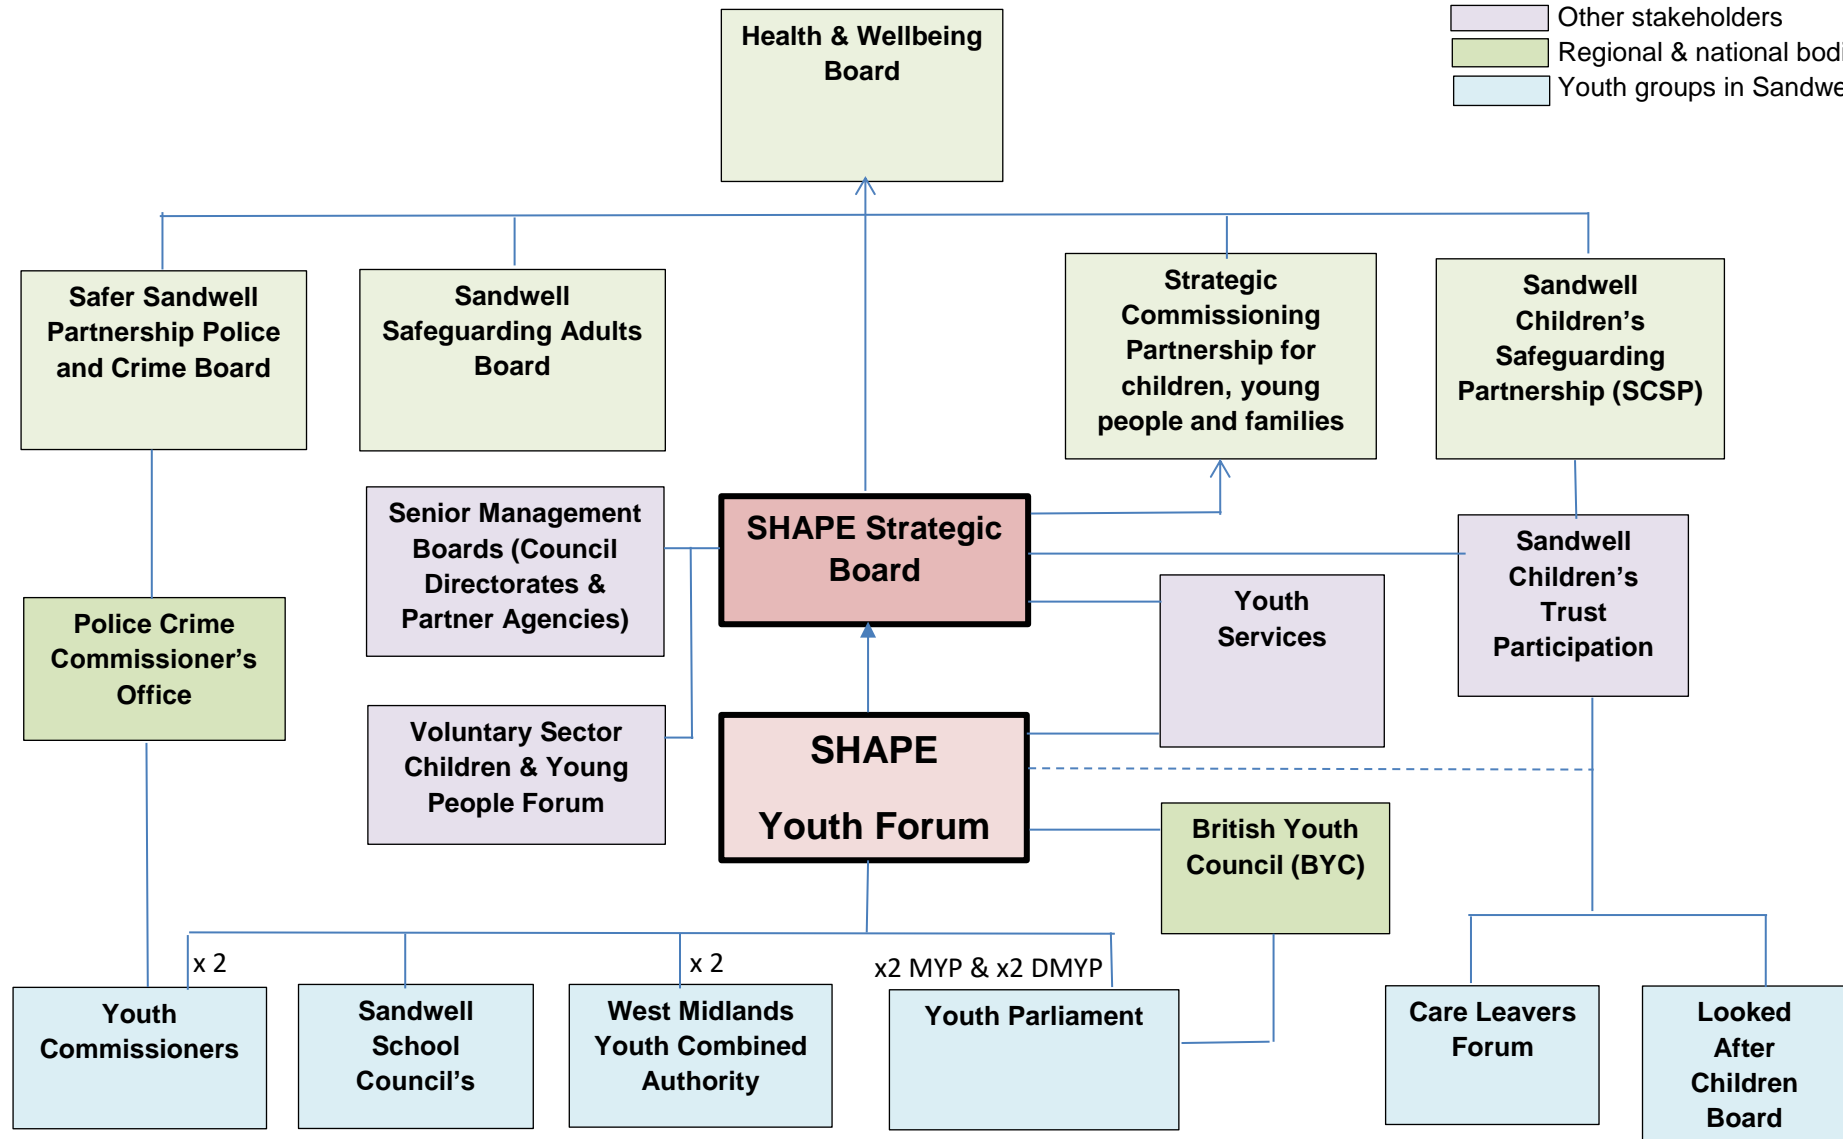 Health & Wellbeing
Board
Other stakeholders
Regional & national bodi
Youth groups in Sandwe
Safer Sandwell
Partnership Police
and Crime Board
Sandwell
Safeguarding Adults
Board
Strategic
Commissioning
Partnership for
children, young
people and families
Sandwell
Children’s
Safeguarding
Partnership (SCSP)
Senior Management
Boards (Council
Directorates &
Partner Agencies)
SHAPE Strategic
Board
Sandwell
Children’s
Trust
Participation
Youth
Services
Police Crime
Commissioner’s
Office
Voluntary Sector
Children & Young
People Forum
SHAPE
Youth Forum
British Youth
Council (BYC)
x 2
x 2
x2 MYP & x2 DMYP
Youth
Commissioners
Sandwell
School
Council’s
West Midlands
Youth Combined
Authority
Youth Parliament
Care Leavers
Forum
Looked
After
Children
Board